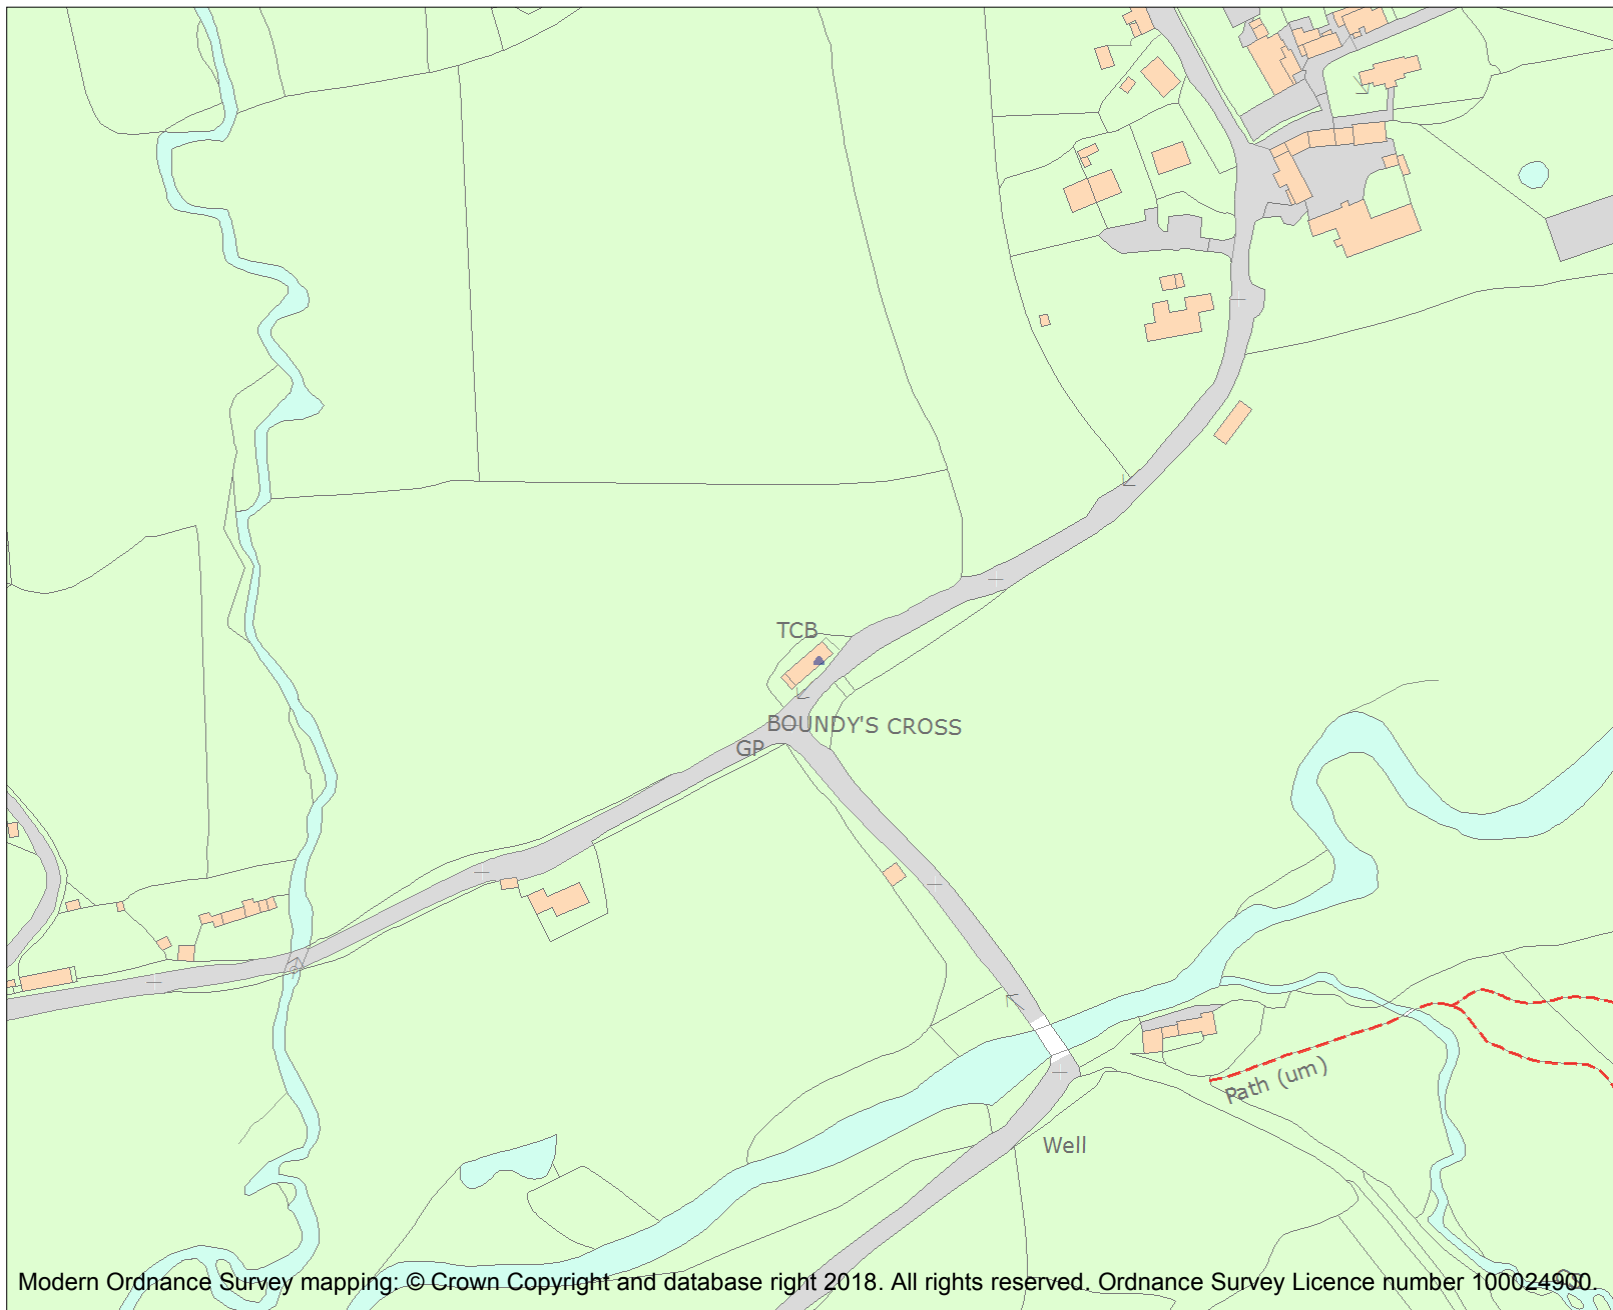 TCB
BOUNDY'S CROSS
GP
Path (um)
Well
Modern Ordnance Survey mapping: © Crown Copyright and database right 2018. All rights reserved. Ordnance Survey Licence number 100024900.